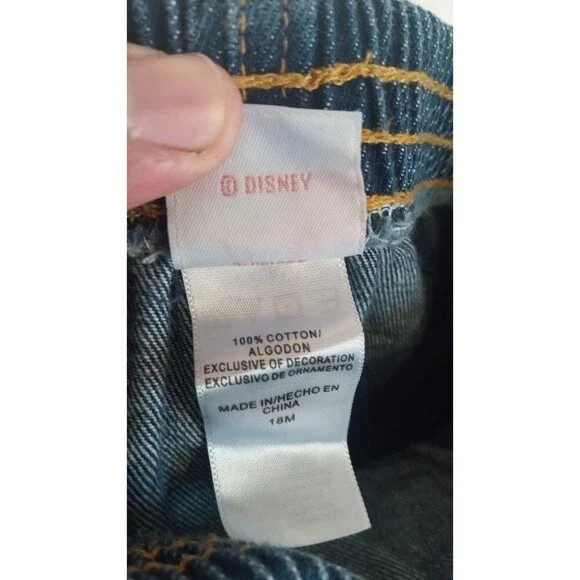 © DISNEY
100% COTTON/
ALGODON
EXCLUSIVE OF DECORATION
EXCLUSIVO DE ORNAMENTO
MADE IN/HECHO EN
CHINA
18M